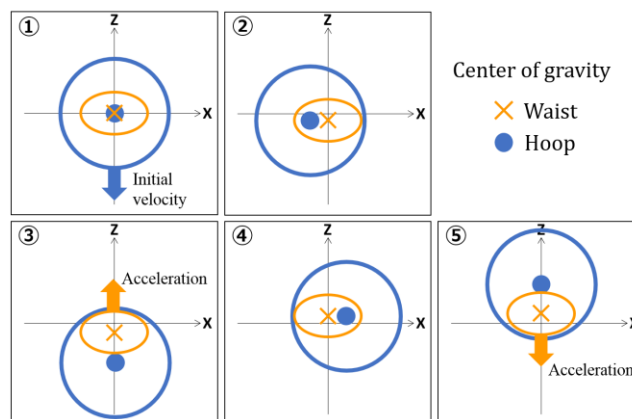 ①
Z
X
Initial
velocity
②
Z
X
Center of gravity
Waist
Hoop
③
Z
Acceleration
X
④
Z
X
⑤
Z
X
Acceleration